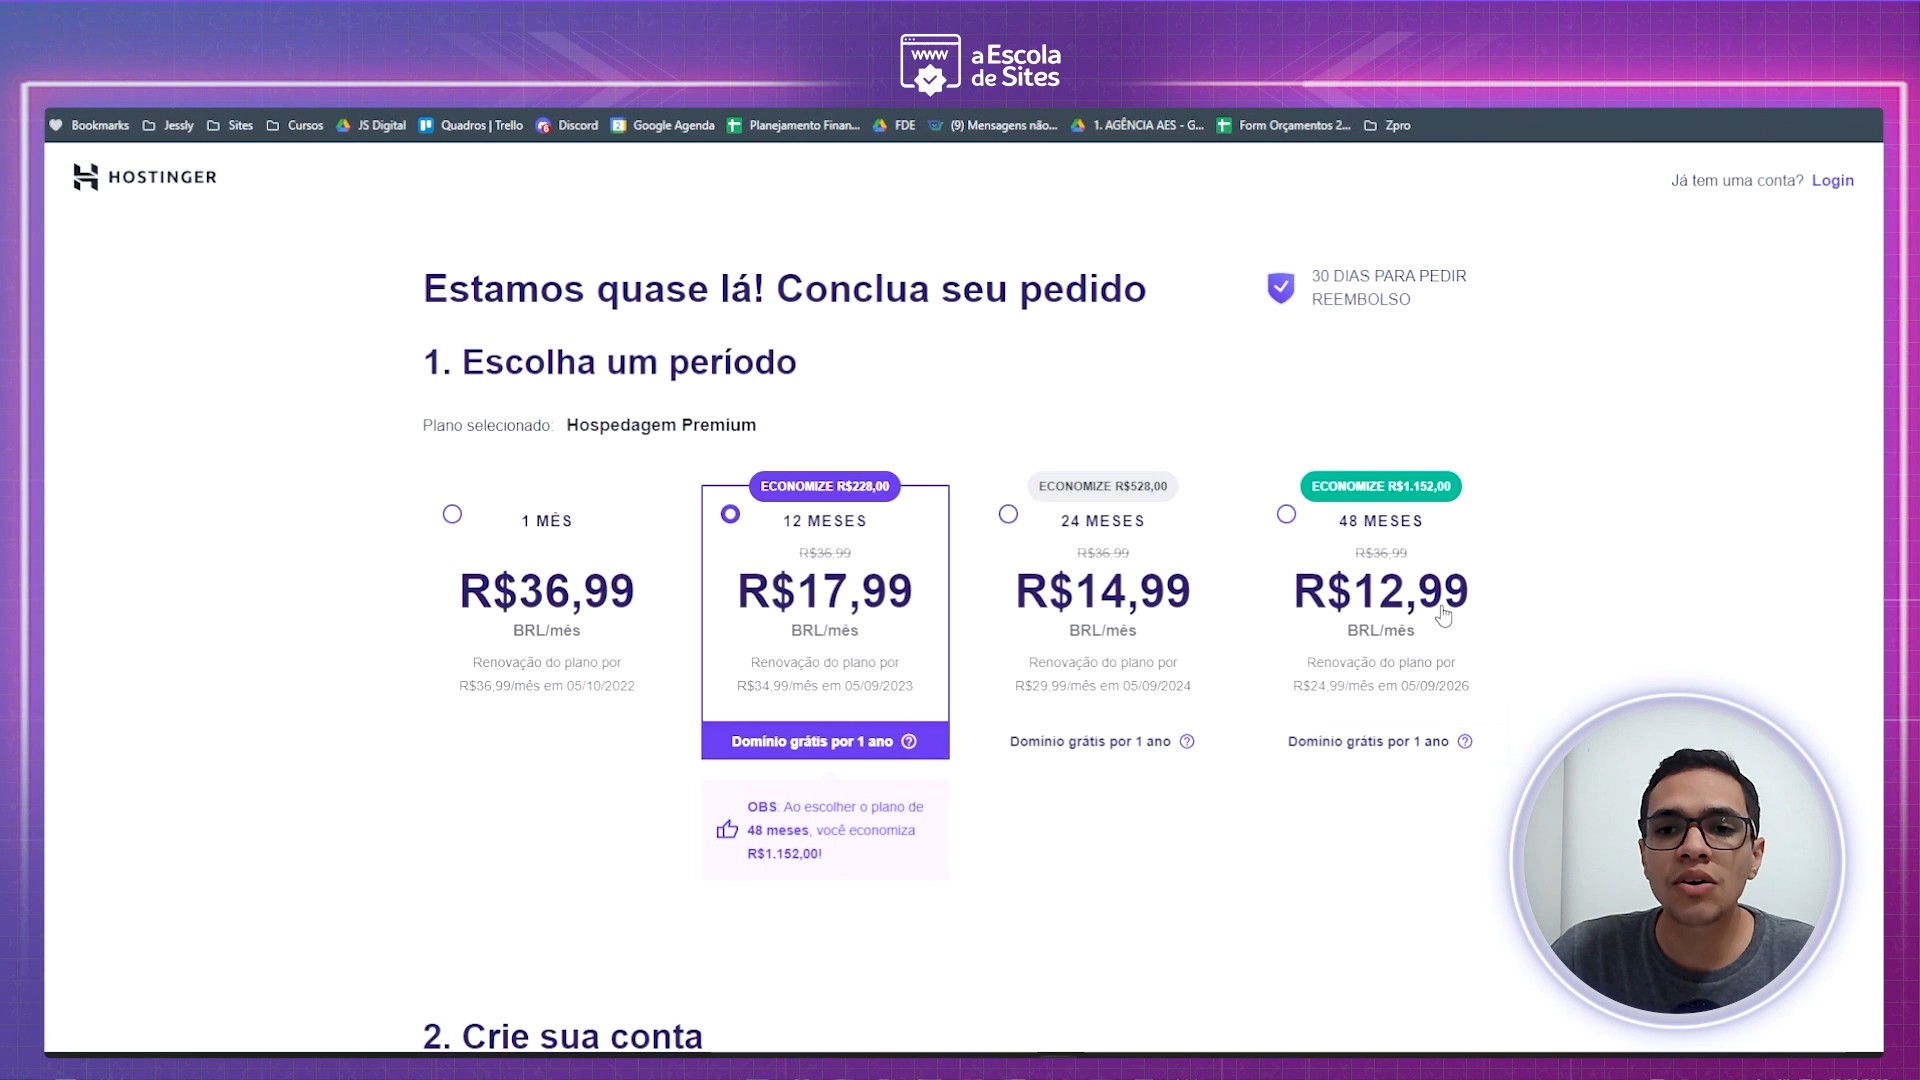 www
a Escola
de Sites
Bookmarks Jessly Sites Cursos JS Digital Quadros | Trello Discord 2 Google Agenda Planejamento Finan... FDE (9) Mensagens não... 1. AGÊNCIA AES - G... Form Orçamentos 2... Zpro
HOSTINGER
Já tem uma conta? Login
Estamos quase lá! Conclua seu pedido
30 DIAS PARA PEDIR
REEMBOLSO
1. Escolha um período
Plano selecionado: Hospedagem Premium
1 MÊS
R$36,99
BRL/mês
Renovação do plano por
R$36,99/mês em 05/10/2022
ECONOMIZE R$228,00
12 MESES
R$36,99
R$17,99
BRL/mês
Renovação do plano por
R$34,99/mês em 05/09/2023
Domínio grátis por 1 ano ?
OBS: Ao escolher o plano de
48 meses, você economiza
R$1.152,00!
ECONOMIZE R$528,00
24 MESES
R$36,99
R$14,99
BRL/mês
Renovação do plano por
R$29,99/mês em 05/09/2024
Domínio grátis por 1 ano ?
ECONOMIZE R$1.152,00
48 MESES
R$36,99
R$12,99
BRL/mês
Renovação do plano por
R$24,99/mês em 05/09/2026
Domínio grátis por 1 ano ?
2. Crie sua conta